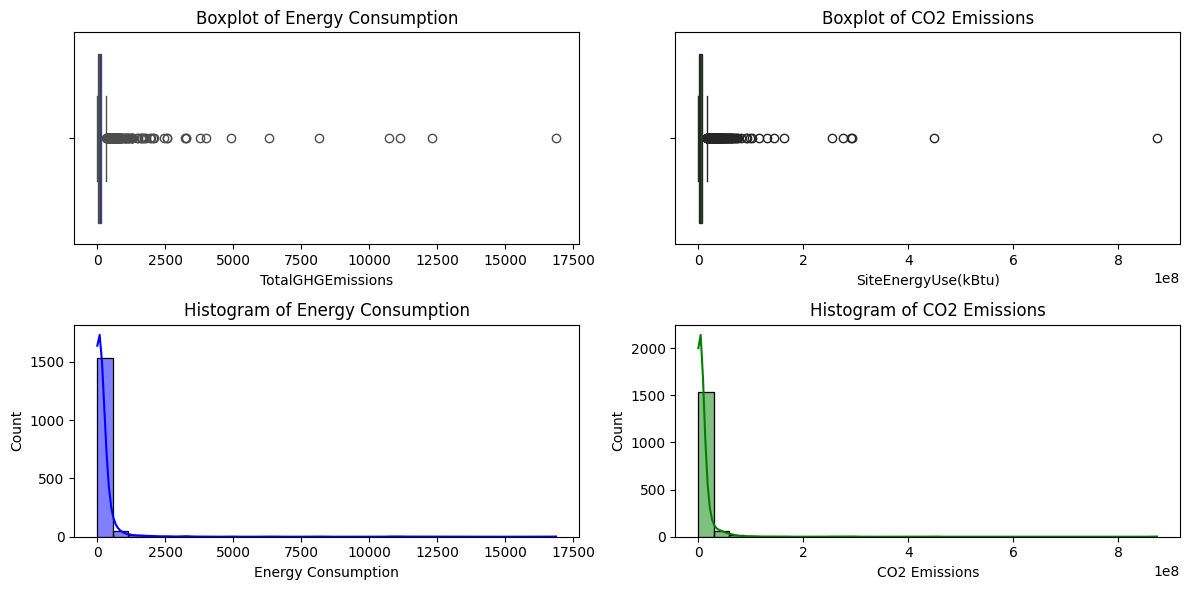 Boxplot of Energy Consumption
0 2500 5000 7500 10000 12500 15000 17500
TotalGHGEmissions
Boxplot of CO2 Emissions
0 2 4 6 8
1e8
SiteEnergyUse(kBtu)
Histogram of Energy Consumption
Count
1500
1000
500
0
0 2500 5000 7500 10000 12500 15000 17500
Energy Consumption
Histogram of CO2 Emissions
Count
2000
1500
1000
500
0
0 2 4 6 8
1e8
CO2 Emissions